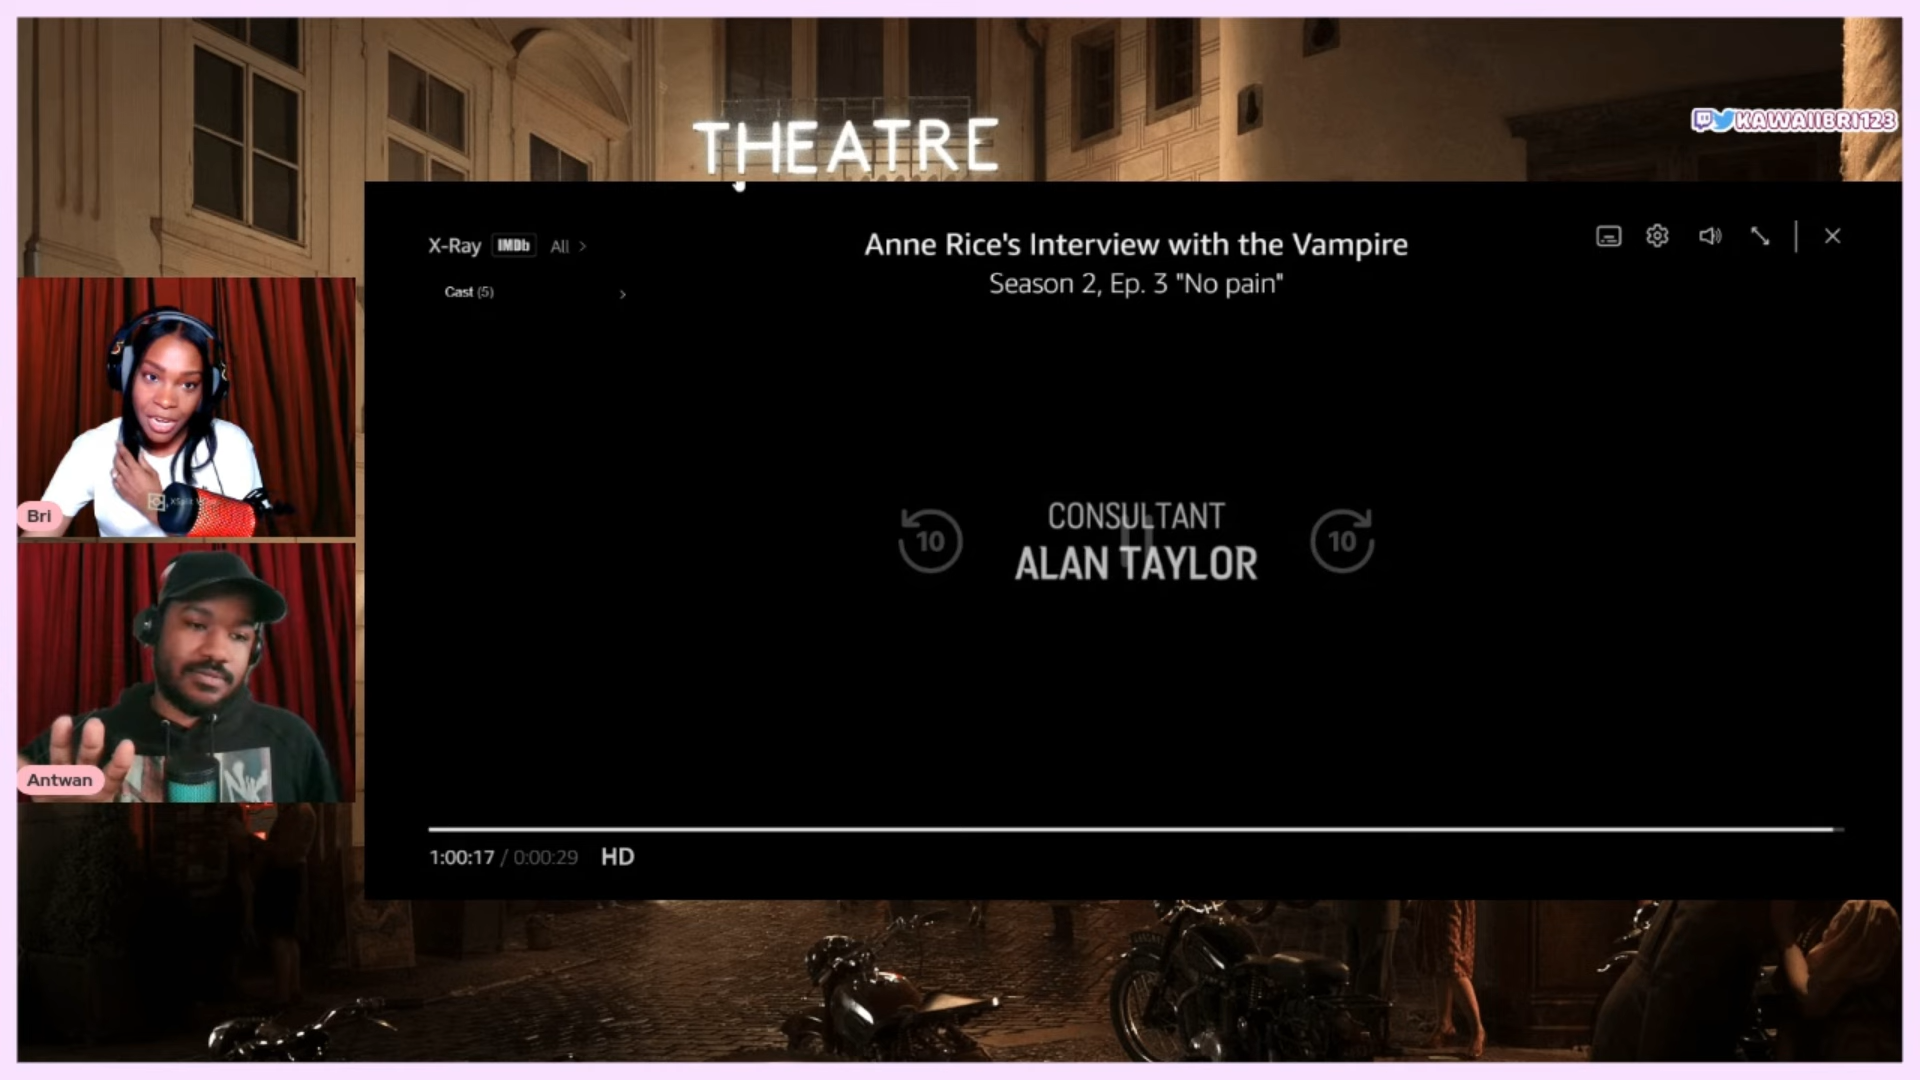 THEATRE
KAWAIIBRI123
X-Ray IMDb All >
Anne Rice's Interview with the Vampire
Season 2, Ep. 3 "No pain"
Cast (5)
Bri
10
CONSULTANT
ALAN TAYLOR
10
Antwan
1:00:17 / 0:00:29 HD